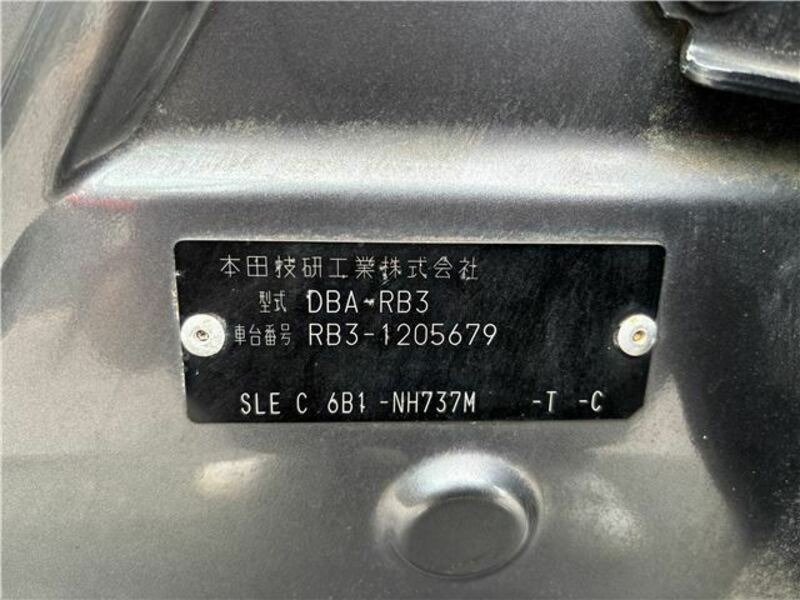 本田技研工業株式会社
型式 DBA-RB3
車台番号 RB3-1205679
SLE C 6B1 -NH737M -T -C